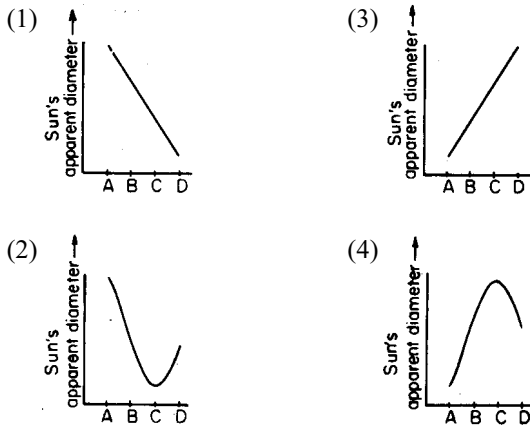 (1)
Sun's
apparent diameter
A B C D
(3)
Sun's
apparent diameter
A B C D
(2)
Sun's
apparent diameter
A B C D
(4)
Sun's
apparent diameter
A B C D